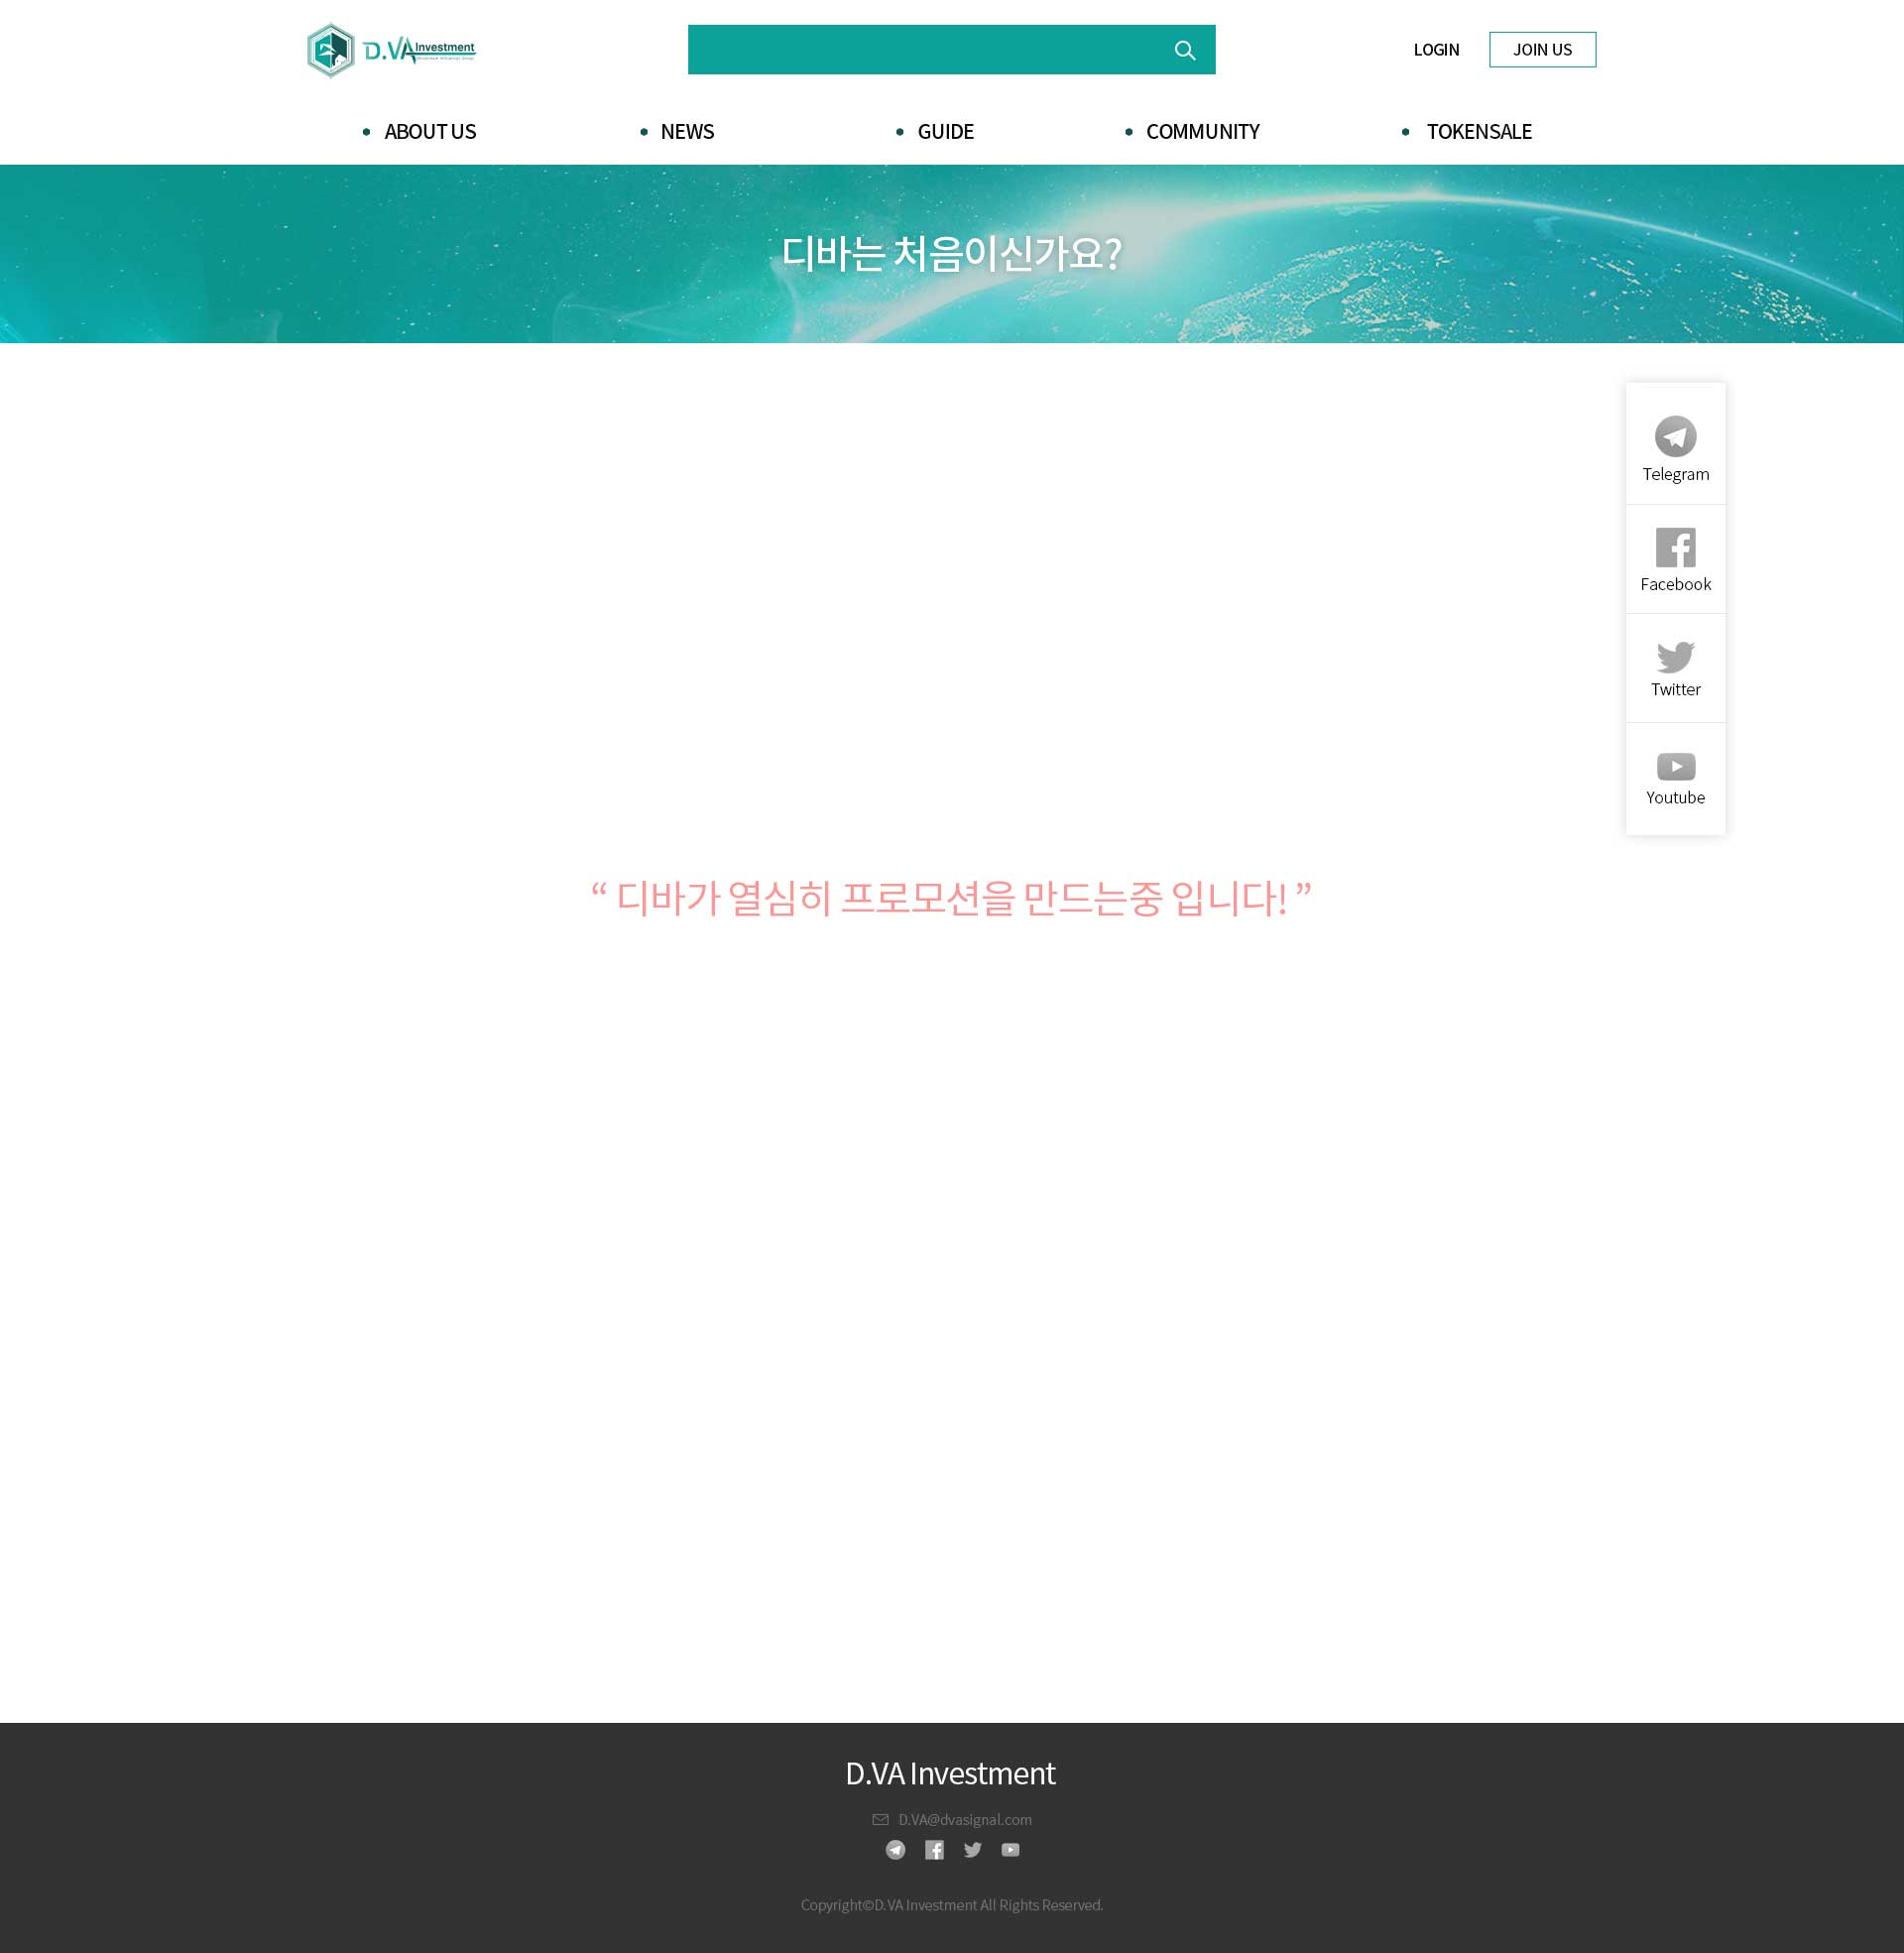 D.VA Investment
LOGIN
JOIN US
ABOUT US
NEWS
GUIDE
COMMUNITY
TOKENSALE
디바는 처음이신가요?
Telegram
Facebook
Twitter
Youtube
“ 디바가 열심히 프로모션을 만드는중 입니다! ”
D.VA Investment
D.VA@dvasignal.com
Copyright©D.VA Investment All Rights Reserved.